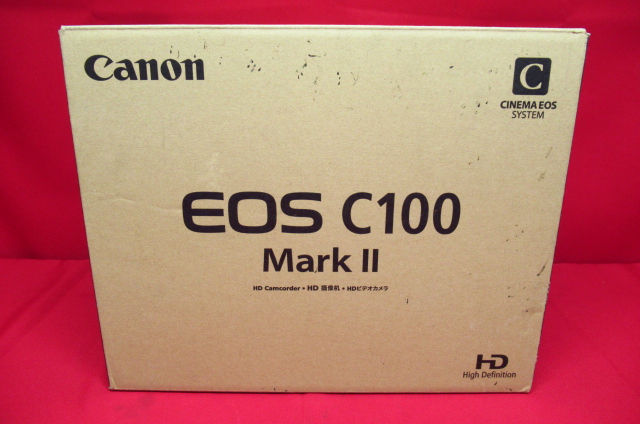 Canon
C
CINEMA EOS
SYSTEM
EOS C100
Mark II
HD Camcorder • HD 摄像机 • HDビデオカメラ
HD
High Definition